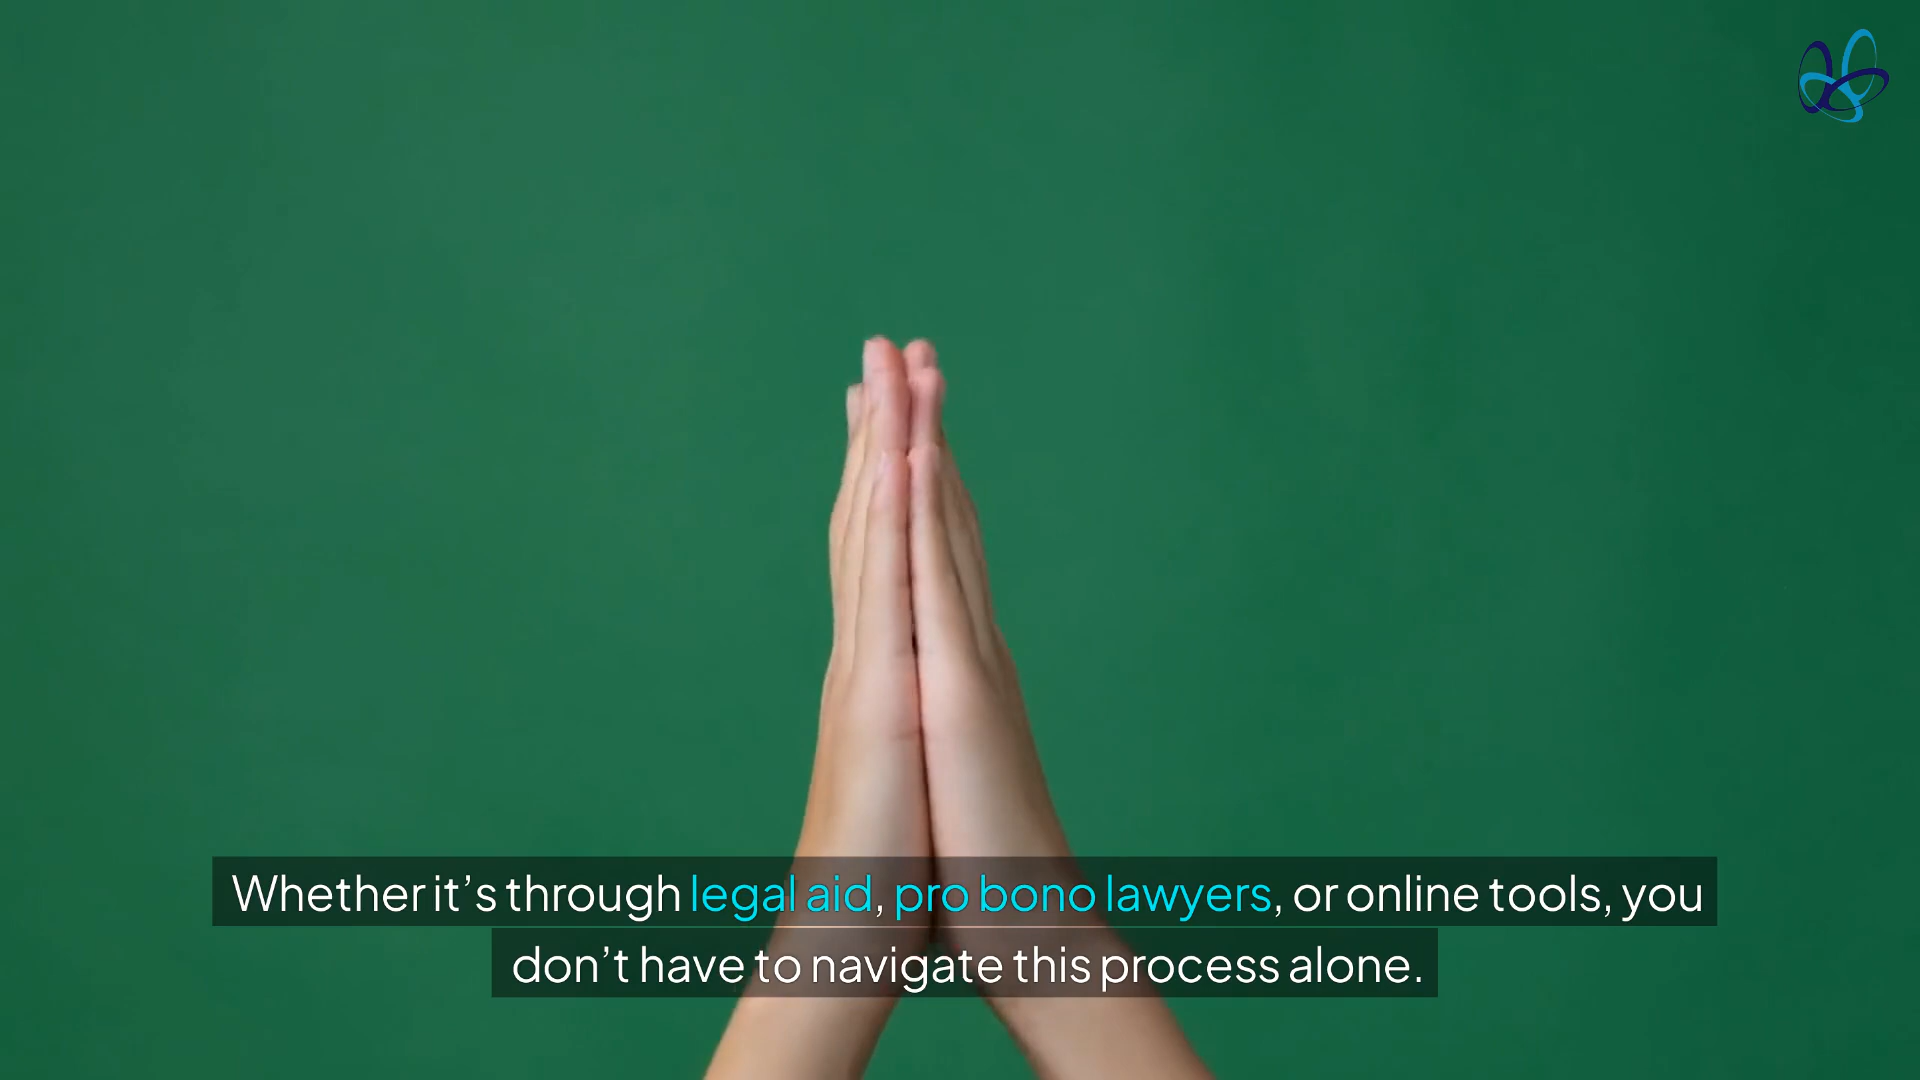 Whether it’s through legal aid, pro bono lawyers, or online tools, you
don’t have to navigate this process alone.